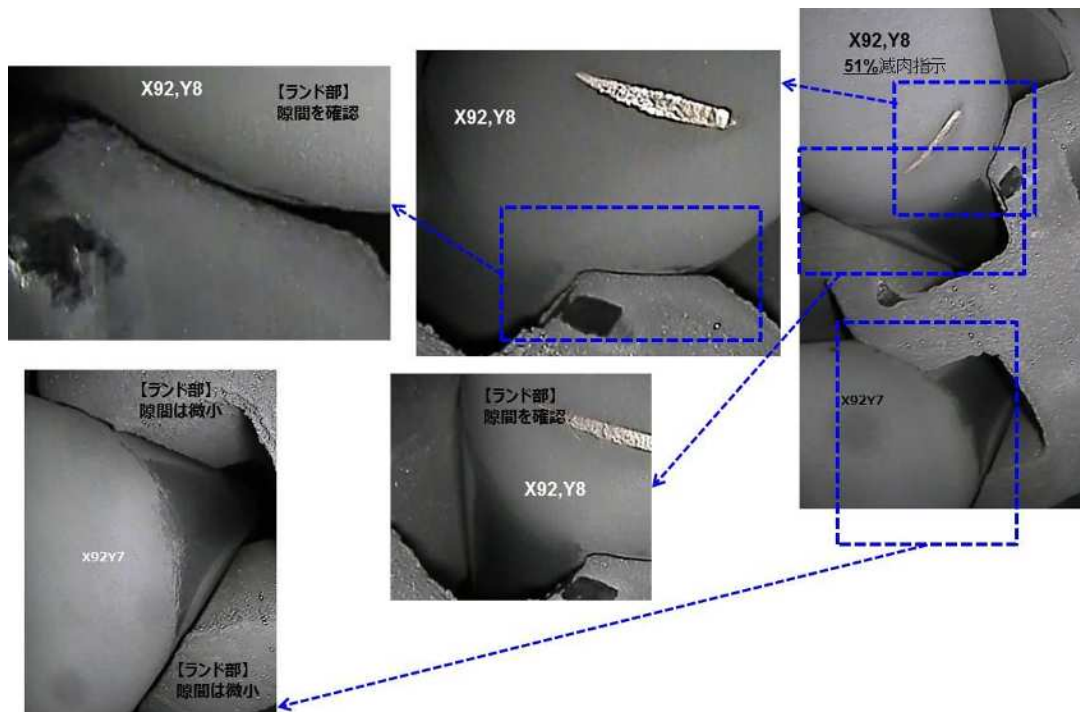 X92,Y8
【ランド部】
隙間を確認
X92,Y8
X92,Y8
51%減肉指示
【ランド部】
隙間は微小
X92Y7
【ランド部】
隙間は微小
【ランド部】
隙間を確認
X92,Y8
X92Y7